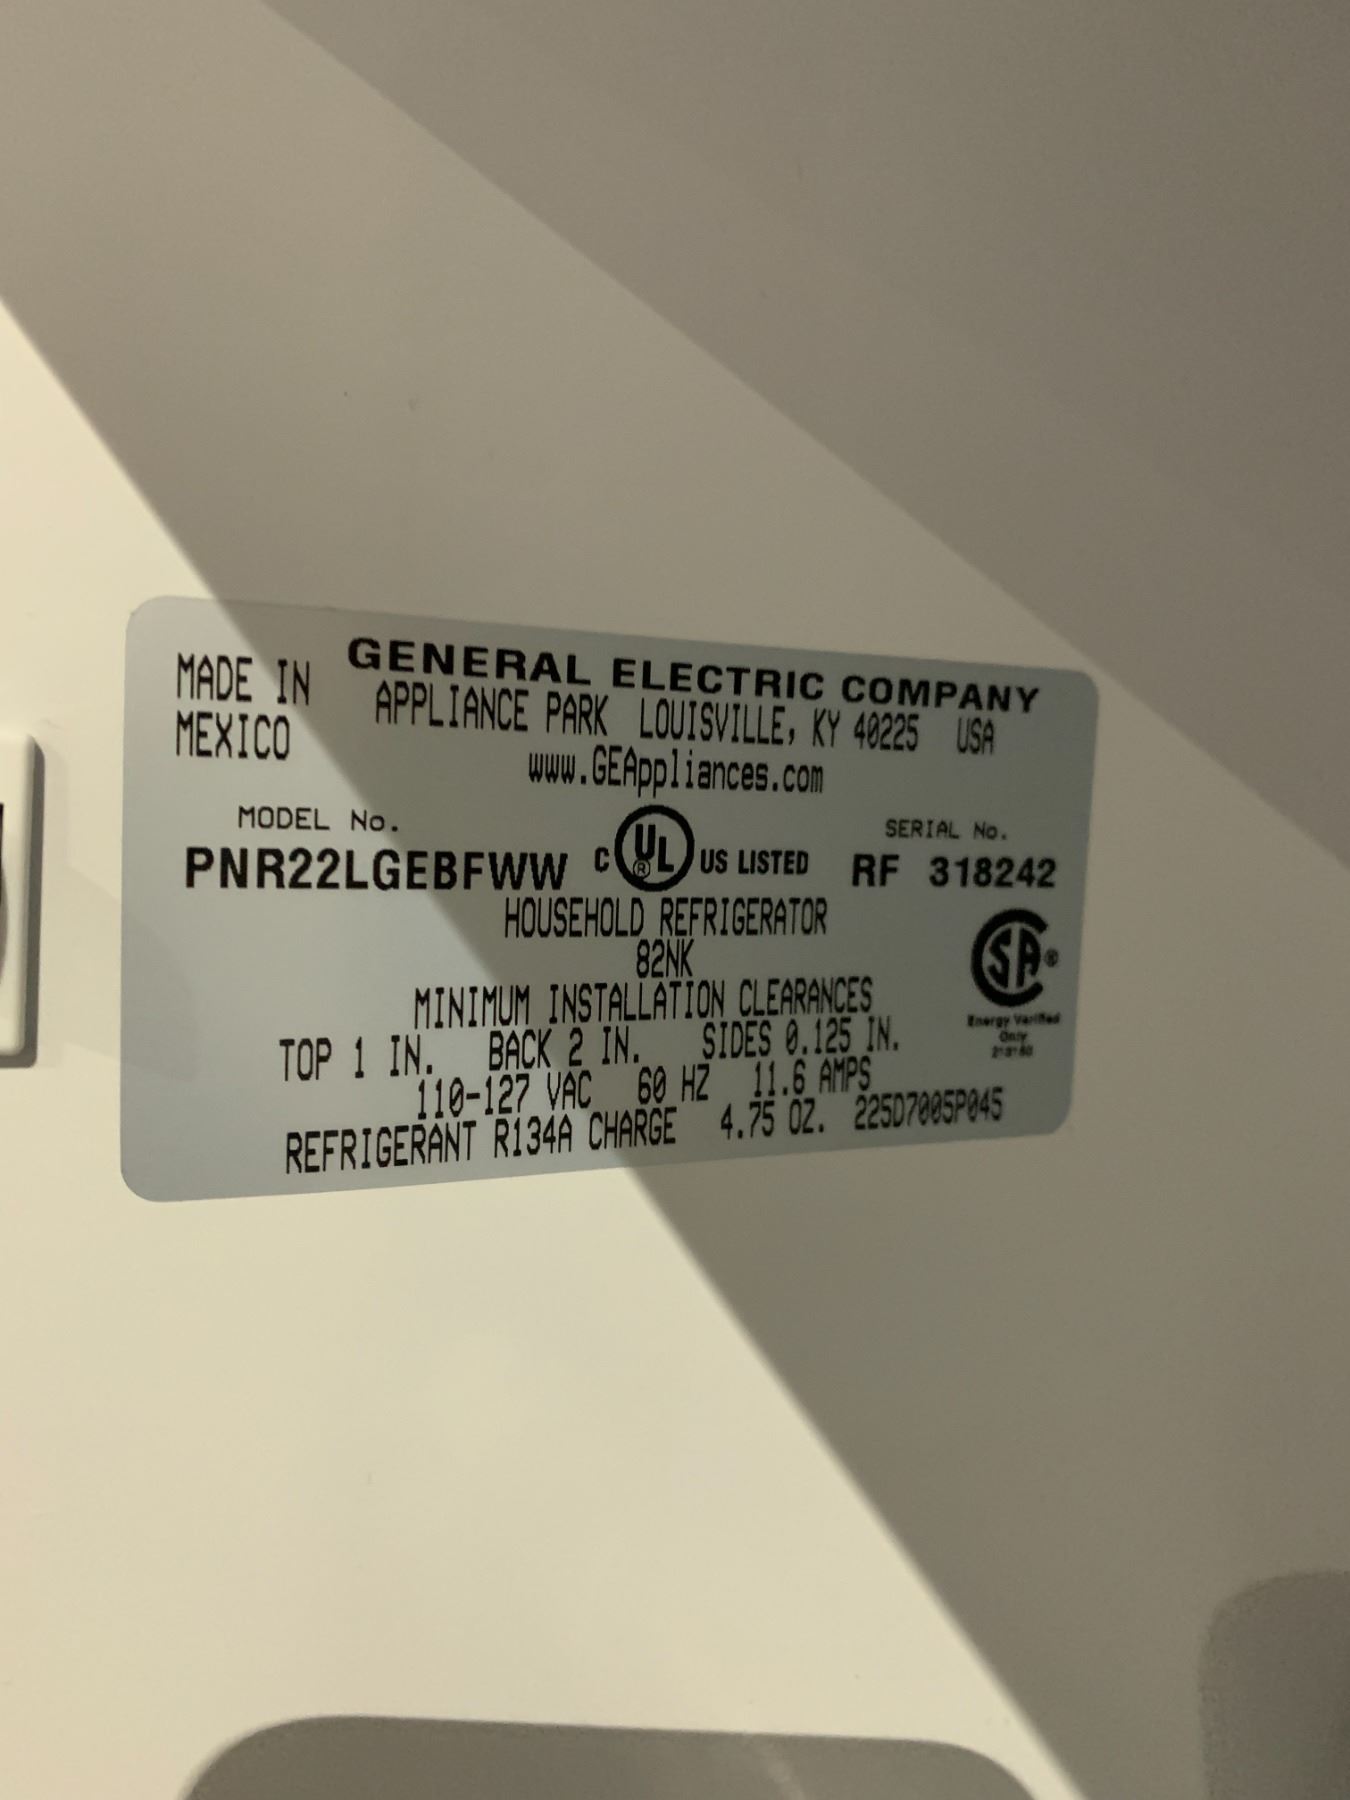 MADE IN
MEXICO
GENERAL ELECTRIC COMPANY
APPLIANCE PARK LOUISVILLE, KY 40225 USA
www.GEAppliances.com
MODEL No.
PNR22LGEBFWW
C UL ® US LISTED
SERIAL No.
RF 318242
HOUSEHOLD REFRIGERATOR
82NK
SA ®
Energy Verified
Only
MINIMUM INSTALLATION CLEARANCES
TOP 1 IN. BACK 2 IN. SIDES 0.125 IN.
110-127 VAC 60 HZ 11.6 AMPS
REFRIGERANT R134A CHARGE 4.75 OZ. 225D7005P045